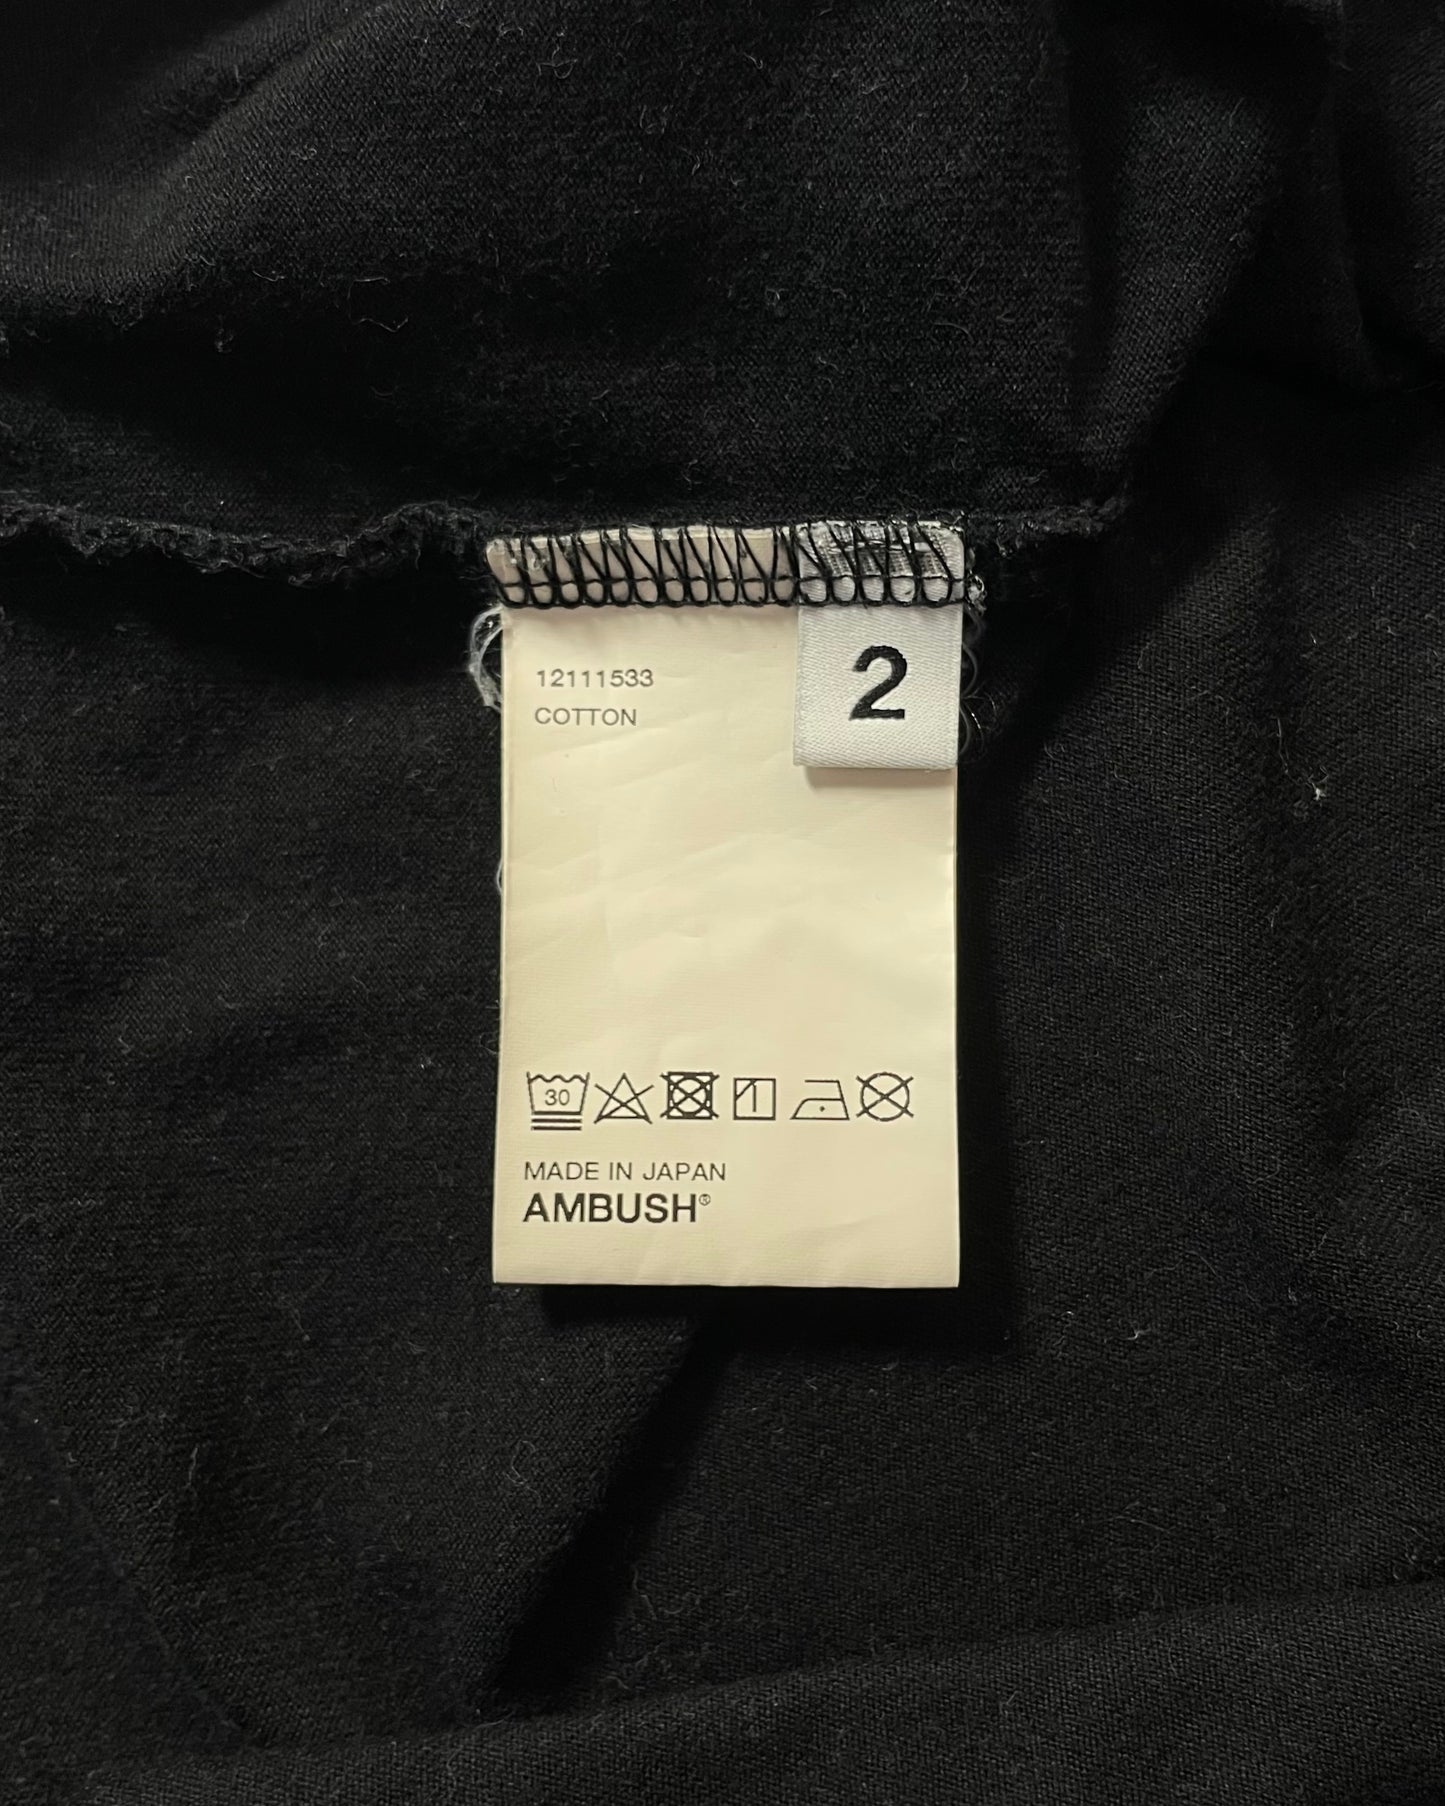 12111533
COTTON
2
30
MADE IN JAPAN
AMBUSH®